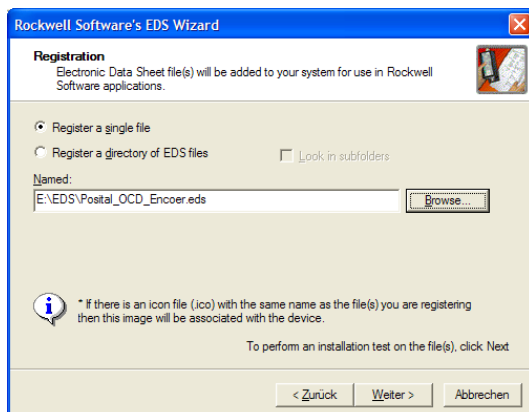 Rockwell Software's EDS Wizard
Registration
Electronic Data Sheet file(s) will be added to your system for use in Rockwell
Software applications.
Register a single file
Register a directory of EDS files
Look in subfolders
Named:
E:\EDS\Posital_OCD_Encoer.eds
Browse...
* If there is an icon file (.ico) with the same name as the file(s) you are registering
then this image will be associated with the device.
To perform an installation test on the file(s), click Next
< Zurück
Weiter >
Abbrechen